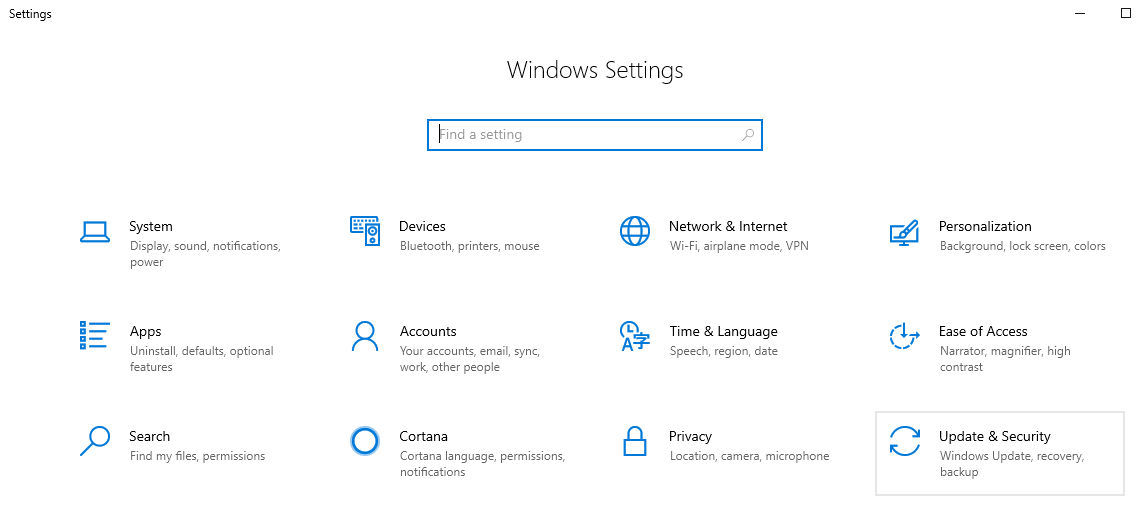 Settings
Windows Settings
Find a setting
System
Display, sound, notifications,
power
Devices
Bluetooth, printers, mouse
Network & Internet
Wi-Fi, airplane mode, VPN
Personalization
Background, lock screen, colors
Apps
Uninstall, defaults, optional
features
Accounts
Your accounts, email, sync,
work, other people
Time & Language
Speech, region, date
Ease of Access
Narrator, magnifier, high
contrast
Search
Find my files, permissions
Cortana
Cortana language, permissions,
notifications
Privacy
Location, camera, microphone
Update & Security
Windows Update, recovery,
backup